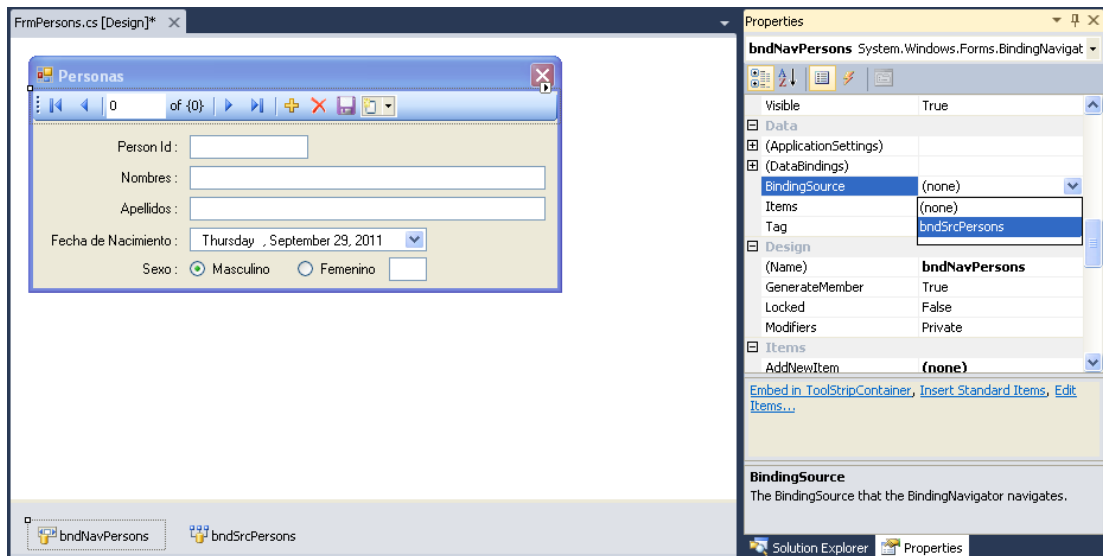 FrmPersons.cs [Design]*
Personas
0 of {0}
Person Id :
Nombres :
Apellidos :
Fecha de Nacimiento : Thursday , September 29, 2011
Sexo : Masculino Femenino
bndNavPersons bndSrcPersons
Properties
bndNavPersons System.Windows.Forms.BindingNavigat
Visible True
Data
(ApplicationSettings)
(DataBindings)
BindingSource (none)
Items (none)
Tag bndSrcPersons
Design
(Name) bndNavPersons
GenerateMember True
Locked False
Modifiers Private
Items
AddNewItem (none)
Embed in ToolStripContainer, Insert Standard Items, Edit
Items...
BindingSource
The BindingSource that the BindingNavigator navigates.
Solution Explorer Properties